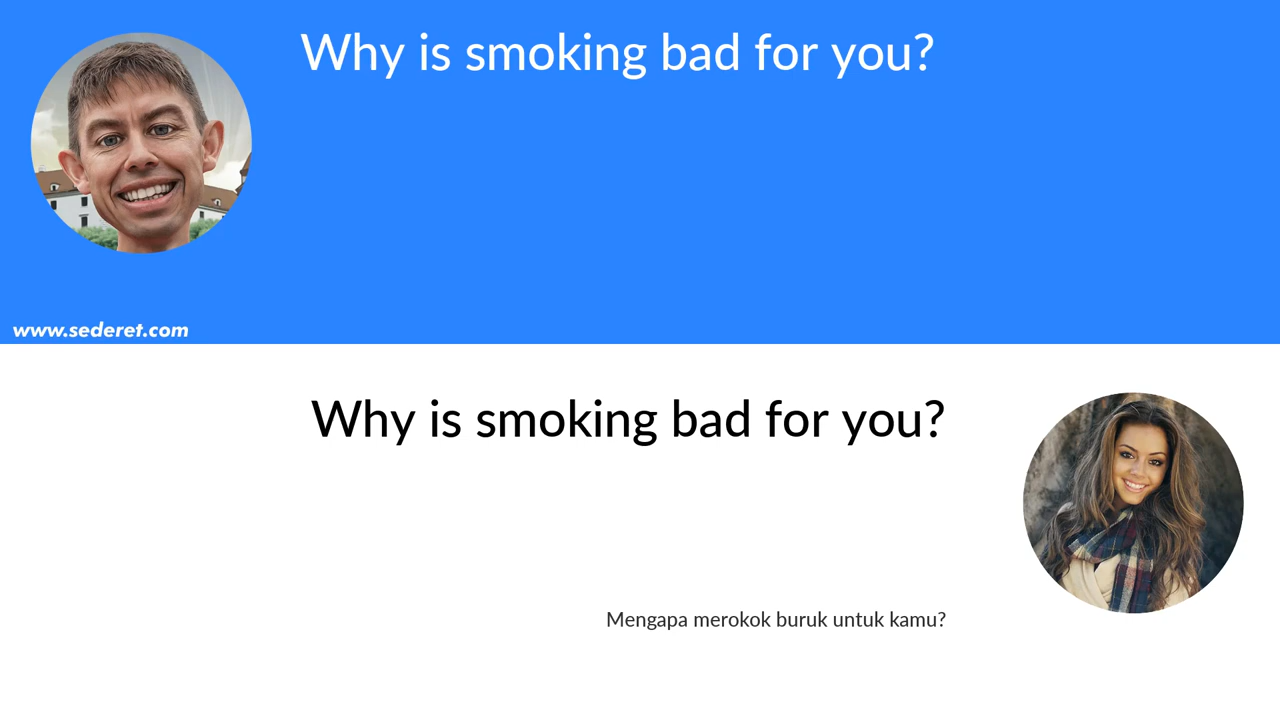 Why is smoking bad for you?
www.sederet.com
Why is smoking bad for you?
Mengapa merokok buruk untuk kamu?